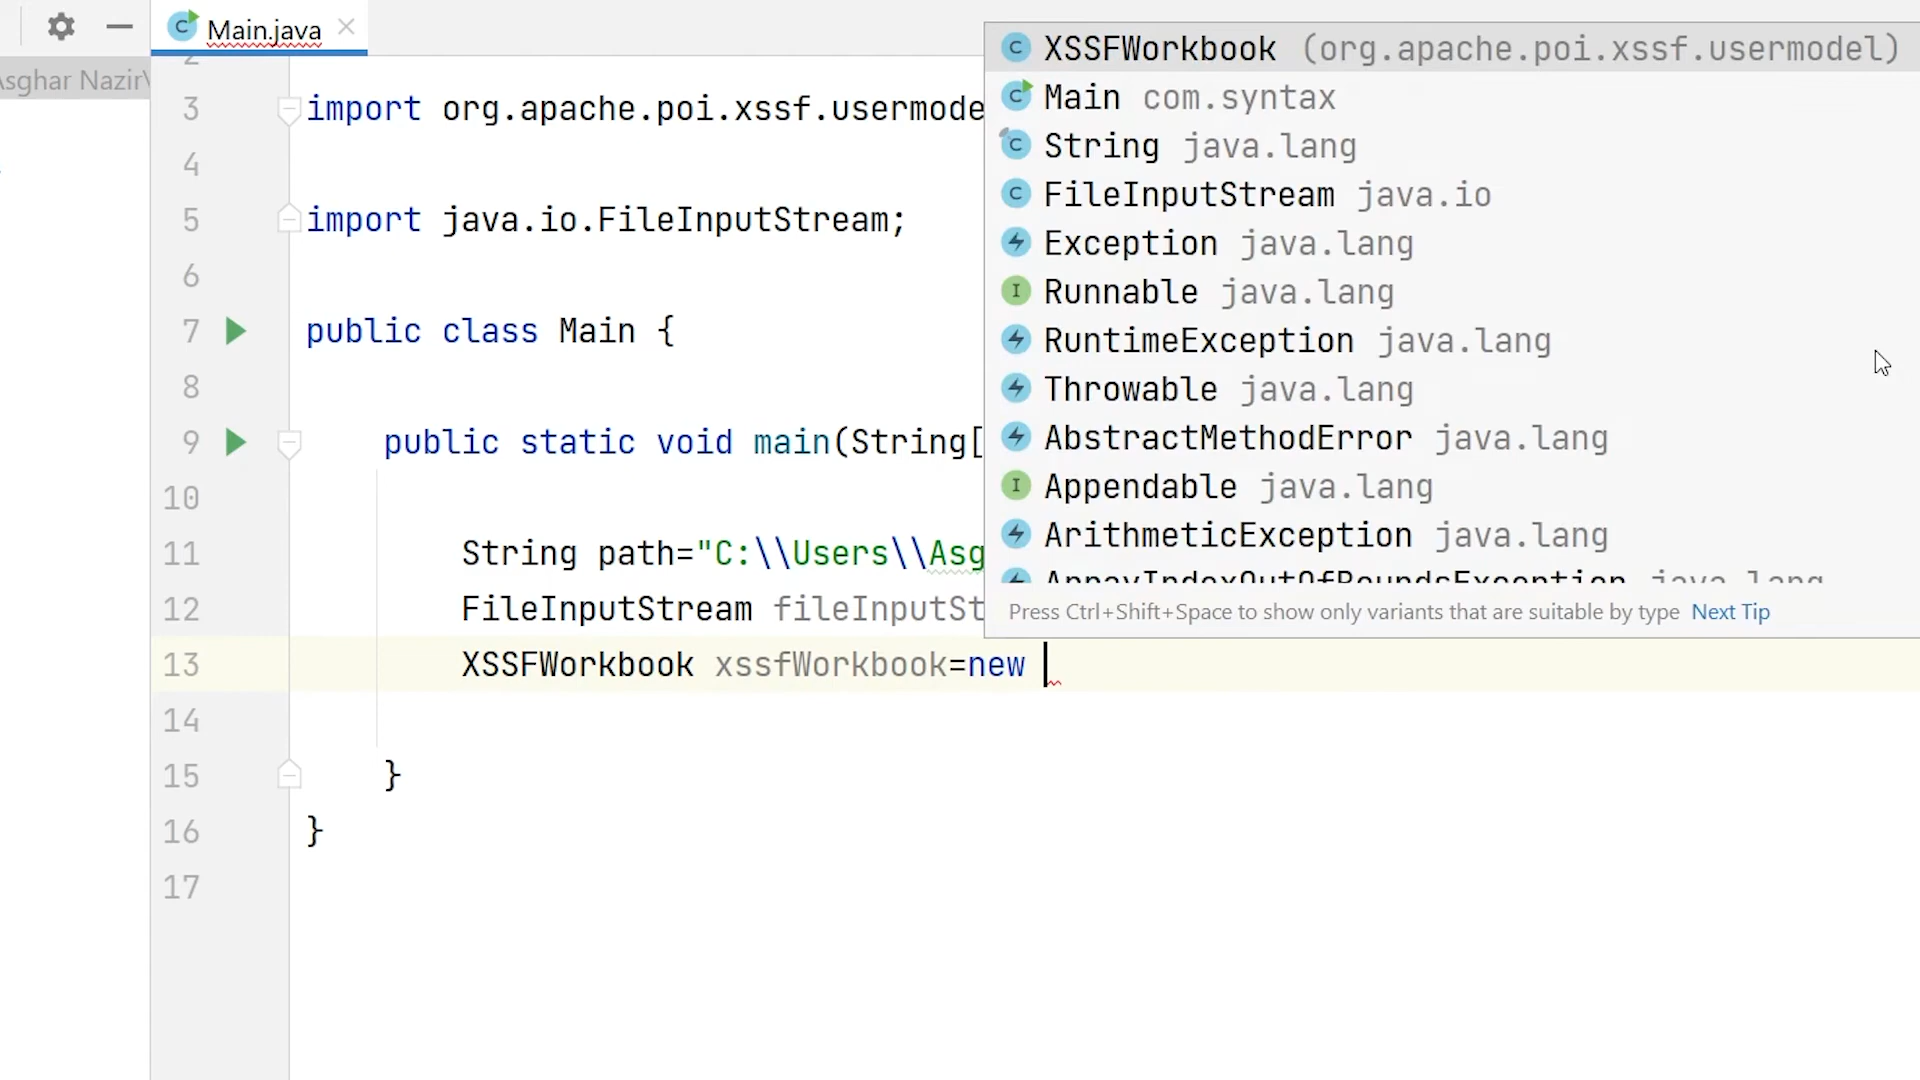 Main.java
Asghar Nazir\
2
3 import org.apache.poi.xssf.usermode
4
5 import java.io.FileInputStream;
6
7 public class Main {
8
9 public static void main(String[
10
11 String path="C:\\Users\\Asg
12 FileInputStream fileInputSt
13 XSSFWorkbook xssfWorkbook=new
14
15 }
16 }
17
XSSFWorkbook (org.apache.poi.xssf.usermodel)
Main com.syntax
String java.lang
FileInputStream java.io
Exception java.lang
Runnable java.lang
RuntimeException java.lang
Throwable java.lang
AbstractMethodError java.lang
Appendable java.lang
ArithmeticException java.lang
ArrayIndexOutOfBoundsException java.lang
Press Ctrl+Shift+Space to show only variants that are suitable by type Next Tip